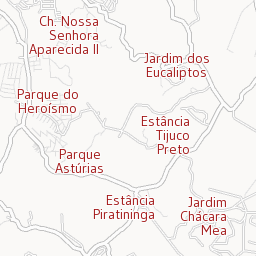 Ch. Nossa
Senhora
Aparecida II
Jardim dos
Eucaliptos
Parque do
Heroísmo
Estância
Tijuco
Preto
Parque
Astúrias
Estância
Piratininga
Jardim
Chácara
Mea